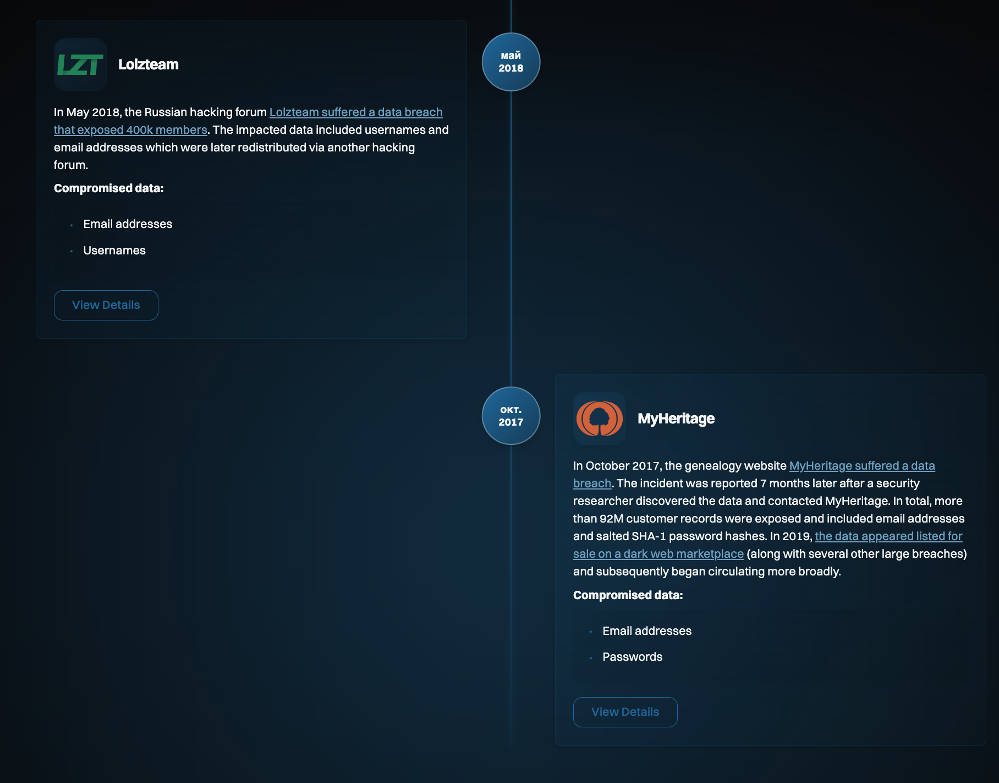 LZT
Lolzteam
май
2018
In May 2018, the Russian hacking forum Lolzteam suffered a data breach
that exposed 400k members. The impacted data included usernames and
email addresses which were later redistributed via another hacking
forum.
Compromised data:
Email addresses
Usernames
View Details
окт.
2017
MyHeritage
In October 2017, the genealogy website MyHeritage suffered a data
breach. The incident was reported 7 months later after a security
researcher discovered the data and contacted MyHeritage. In total, more
than 92M customer records were exposed and included email addresses
and salted SHA-1 password hashes. In 2019, the data appeared listed for
sale on a dark web marketplace (along with several other large breaches)
and subsequently began circulating more broadly.
Compromised data:
Email addresses
Passwords
View Details